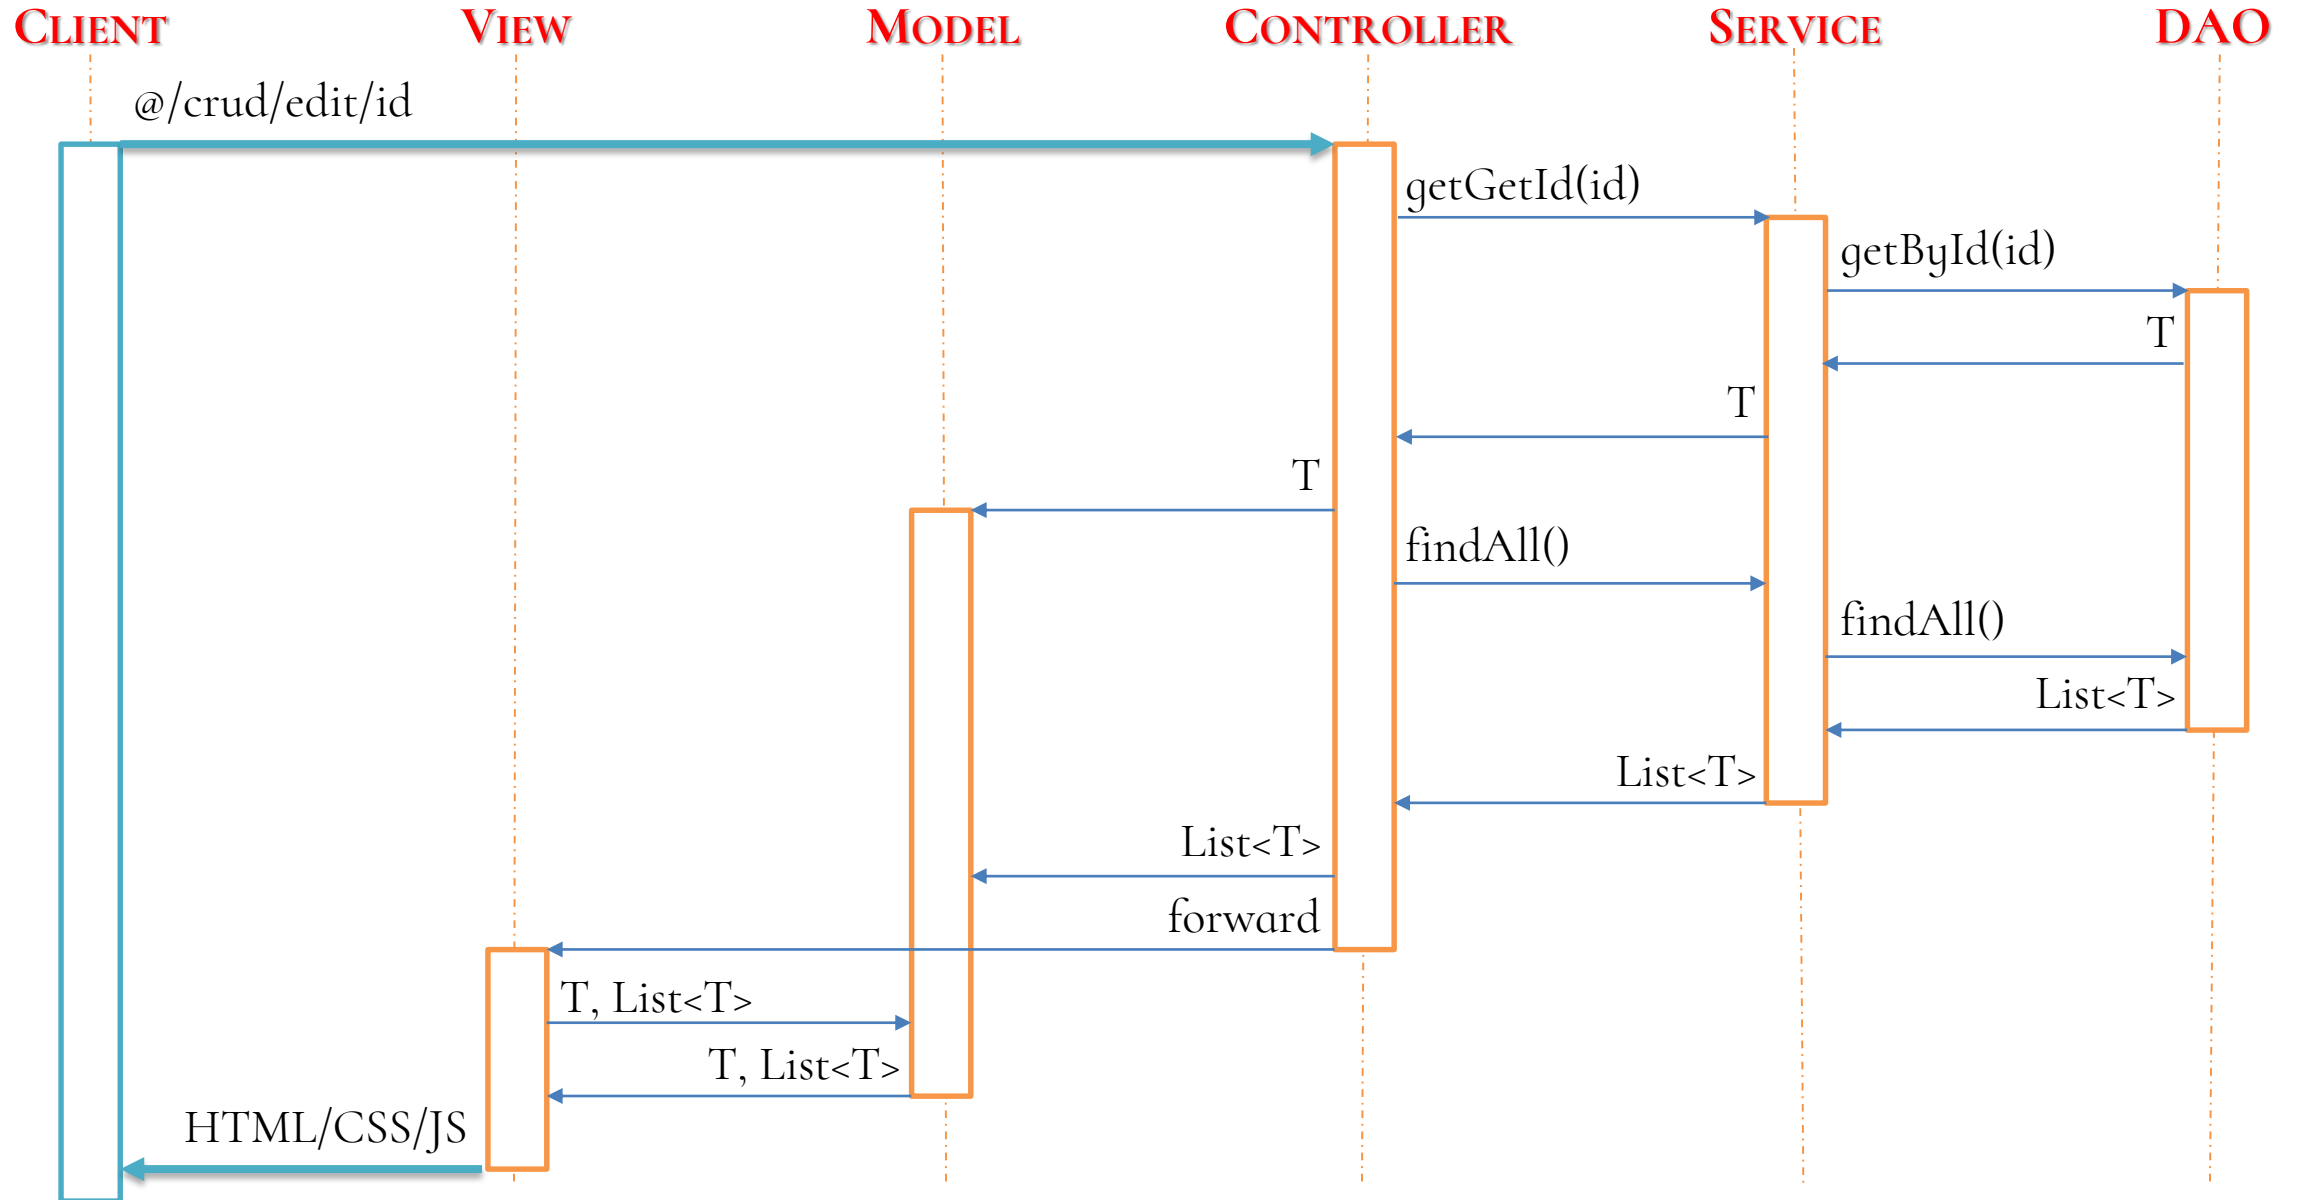 CLIENT
VIEW
MODEL
CONTROLLER
SERVICE
DAO
@/crud/edit/id
getGetId(id)
getById(id)
T
T
T
findAll()
findAll()
List<T>
List<T>
List<T>
forward
T, List<T>
T, List<T>
HTML/CSS/JS